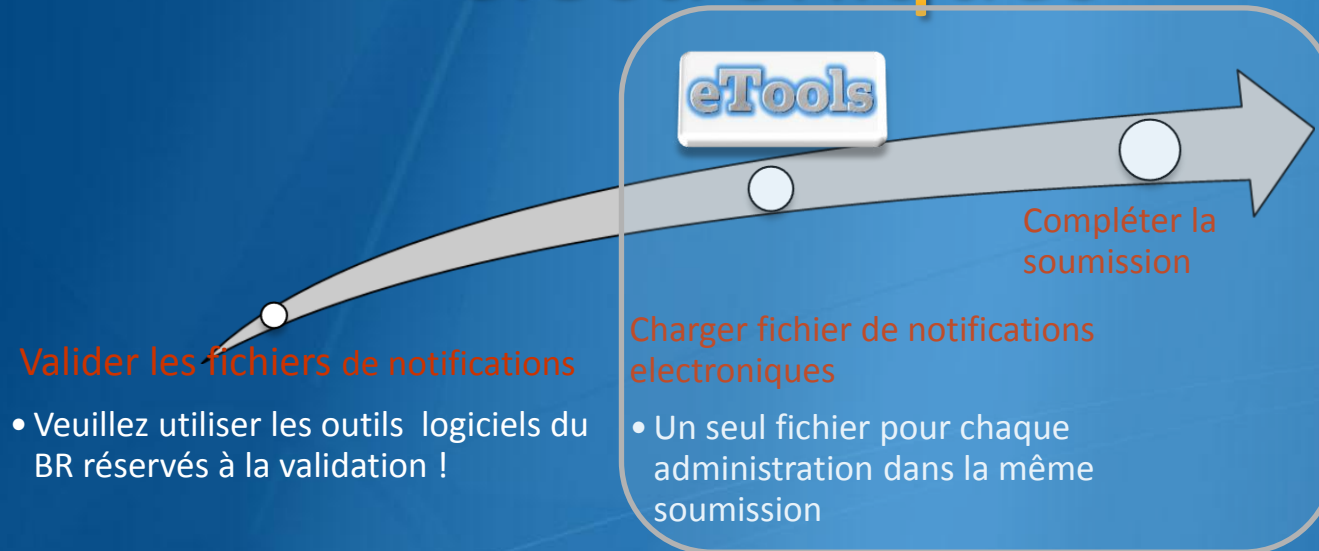 eTools
Compléter la
soumission
Valider les fichiers de notifications
• Veuillez utiliser les outils logiciels du
BR réservés à la validation !
Charger fichier de notifications
electroniques
• Un seul fichier pour chaque
administration dans la même
soumission